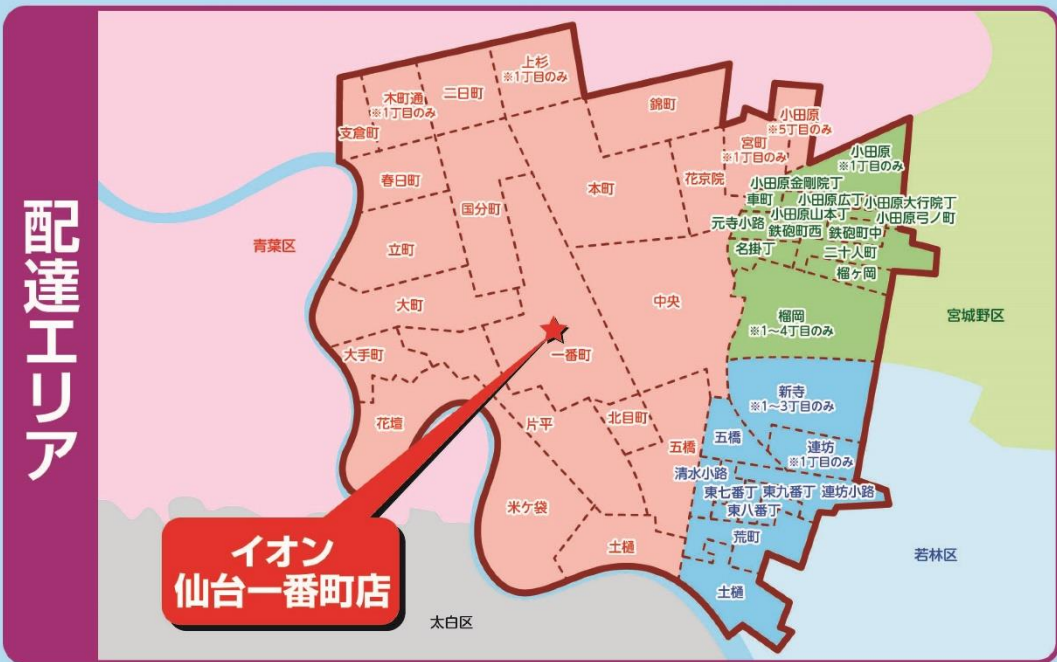 配達エリア
上杉
※1丁目のみ
木町通
※1丁目のみ
二日町
支倉町
錦町
小田原
※5丁目のみ
宮町
※1丁目のみ
小田原
※1丁目のみ
春日町
国分町
本町
花京院
小田原金剛院丁
車町
小田原広丁
小田原大行院丁
小田原山本丁
小田原弓ノ町
元寺小路
鉄砲町西
鉄砲町中
名掛丁
二十人町
榴ヶ岡
青葉区
立町
大町
中央
榴岡
※1〜4丁目のみ
宮城野区
大手町
一番町
花壇
片平
北目町
五橋
新寺
※1〜3丁目のみ
五橋
連坊
※1丁目のみ
清水小路
東七番丁
東九番丁
連坊小路
東八番丁
米ケ袋
荒町
土樋
土樋
若林区
イオン
仙台一番町店
太白区